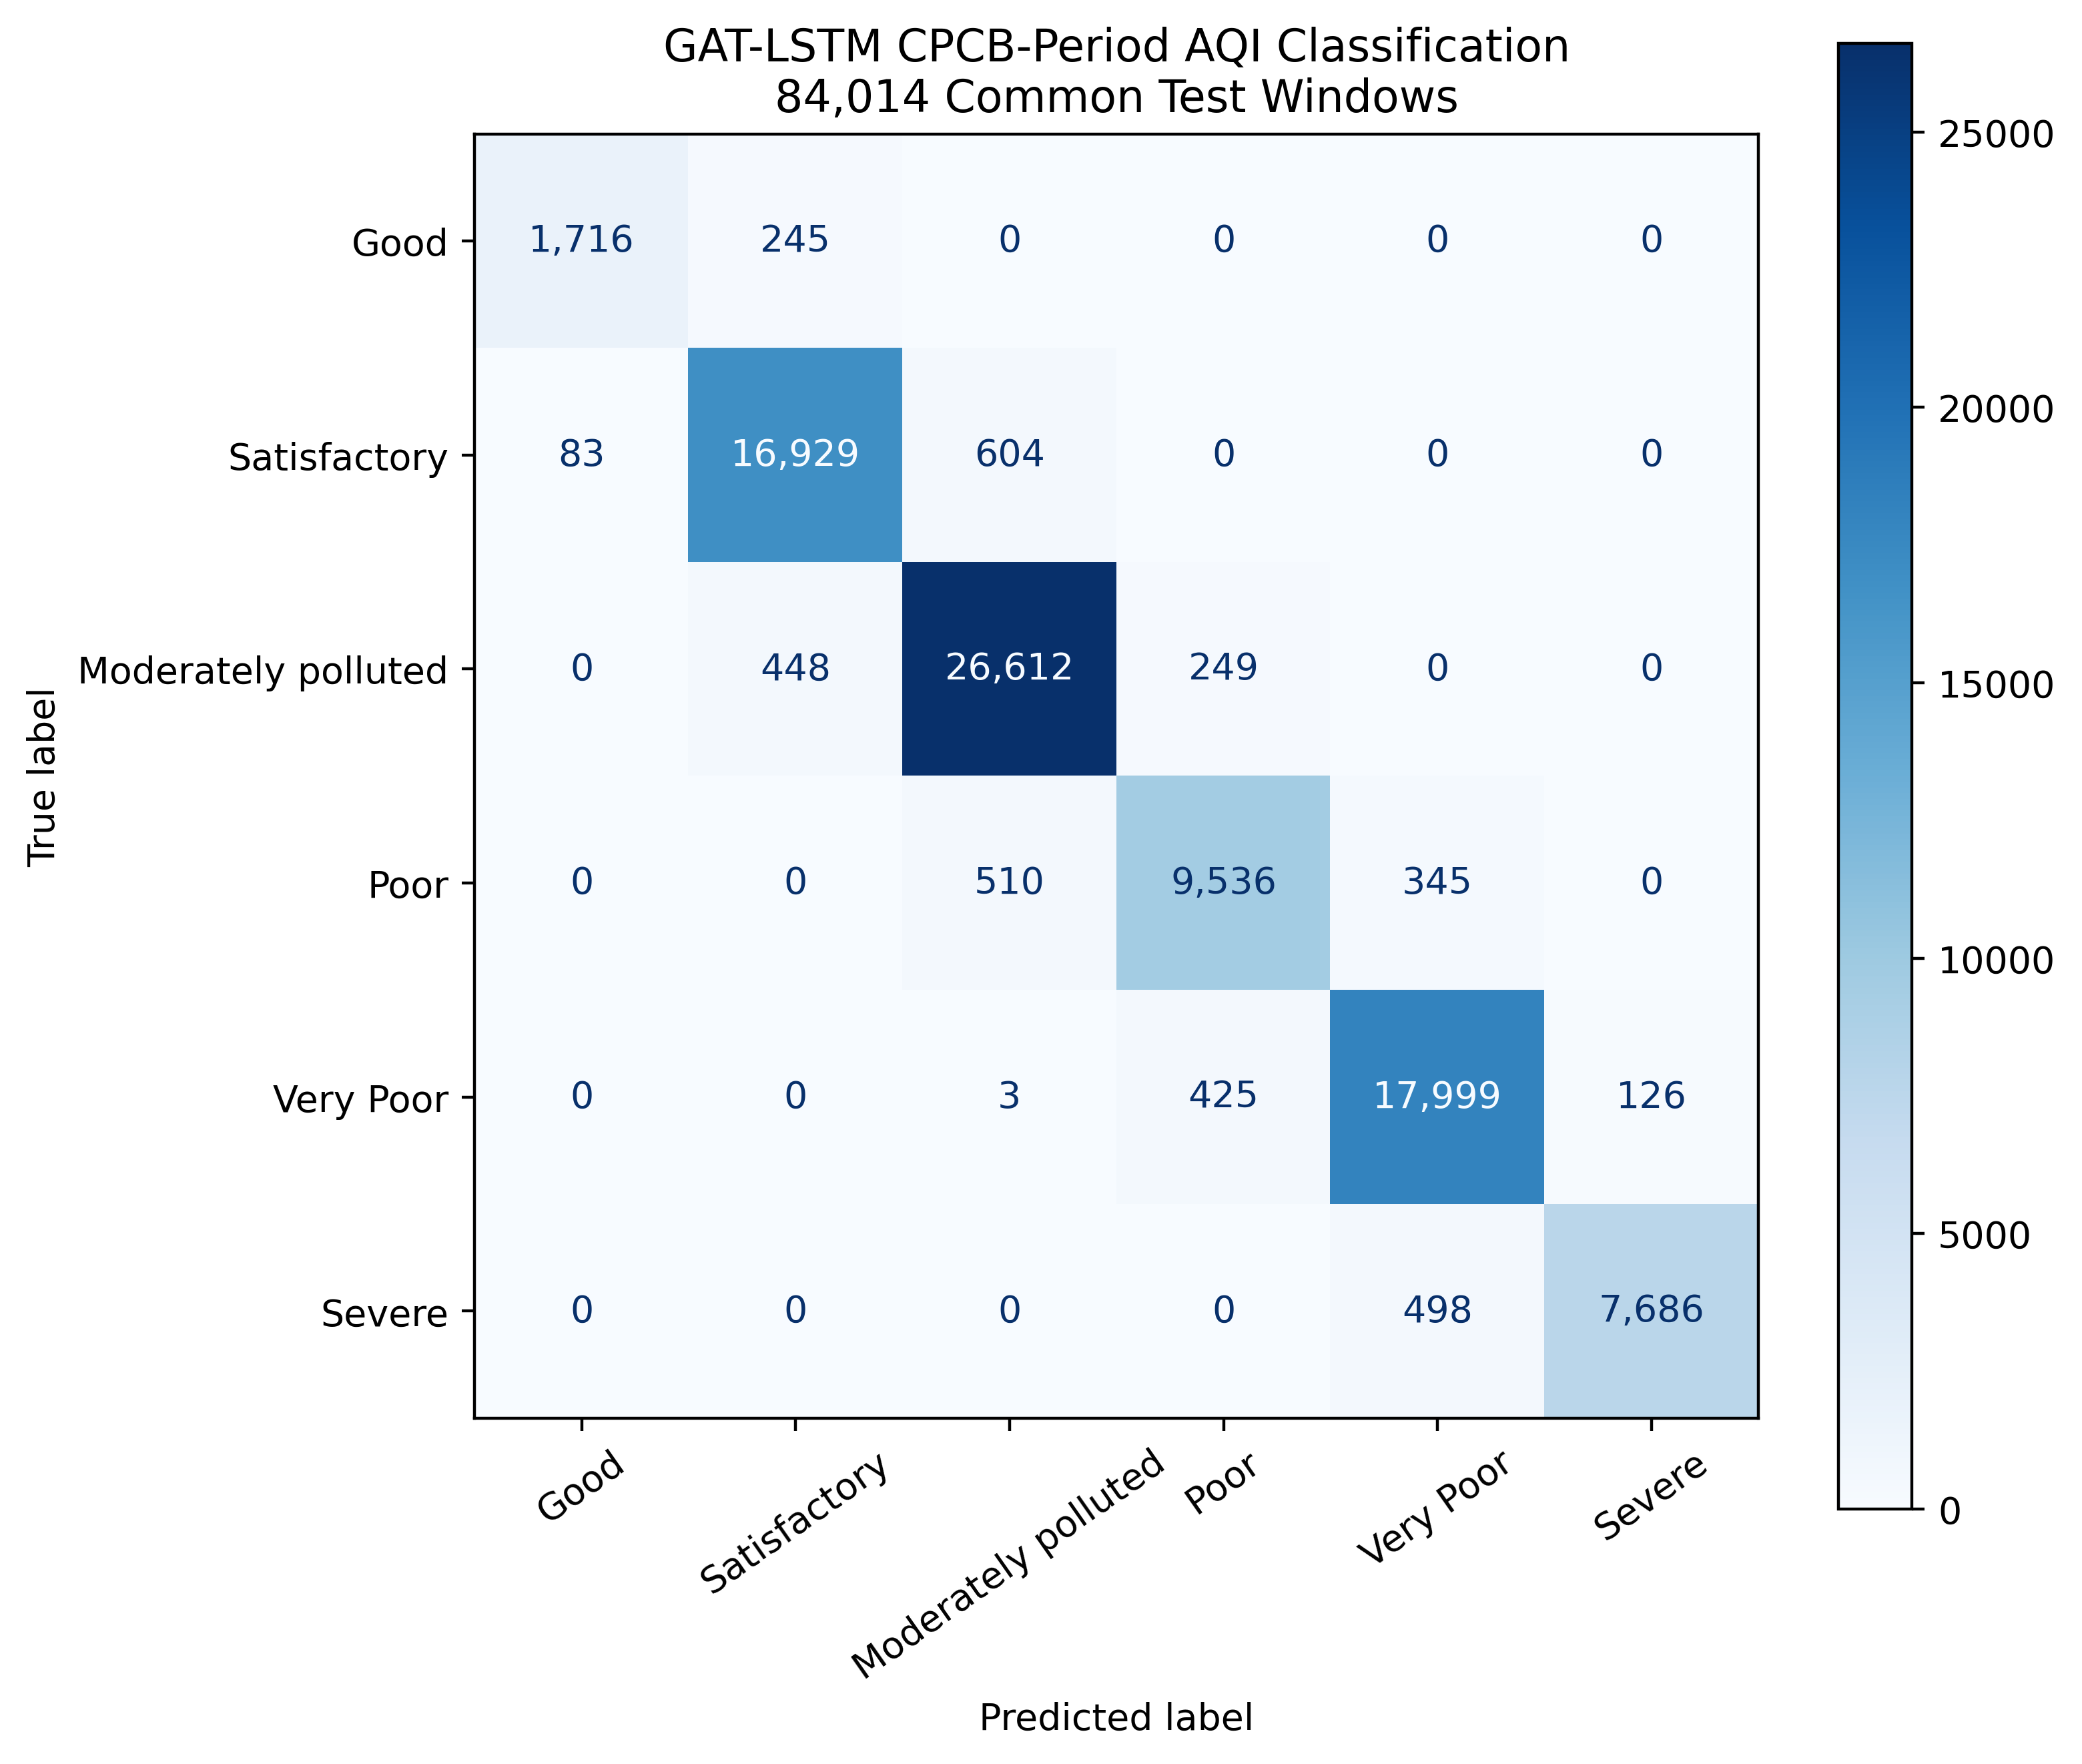 GAT-LSTM CPCB-Period AQI Classification
84,014 Common Test Windows
True label
Good 1,716 245 0 0 0 0
Satisfactory 83 16,929 604 0 0 0
Moderately polluted 0 448 26,612 249 0 0
Poor 0 0 510 9,536 345 0
Very Poor 0 0 3 425 17,999 126
Severe 0 0 0 0 498 7,686
Good Satisfactory Moderately polluted Poor Very Poor Severe
Predicted label
25000
20000
15000
10000
5000
0